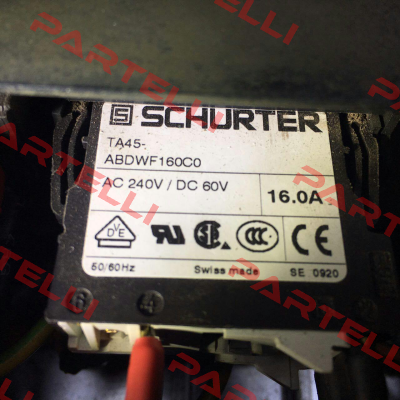 SCHURTER
TA45-
ABDWF160C0
AC 240V / DC 60V
16.0A
VDE
50/60Hz
Swiss made
SE 0920
6 4
PARTELLI
PARTELLI
PARTELLI
PARTELLI
PARTELLI